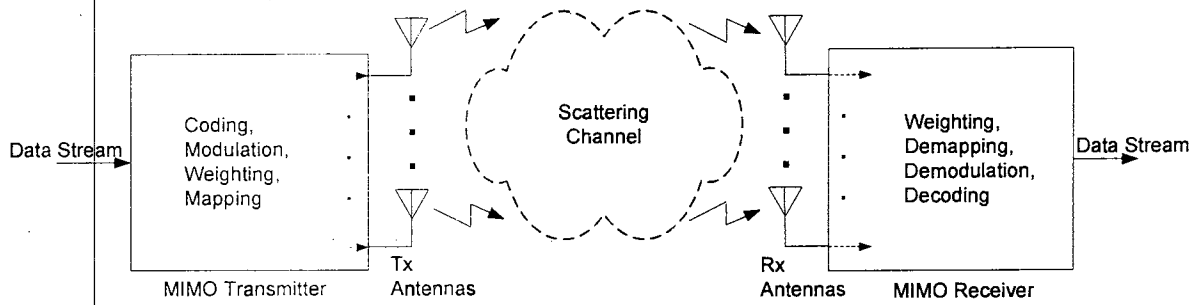 Data Stream
Coding,
Modulation,
Weighting,
Mapping
MIMO Transmitter
Tx
Antennas
Scattering
Channel
Rx
Antennas
Weighting,
Demapping,
Demodulation,
Decoding
MIMO Receiver
Data Stream